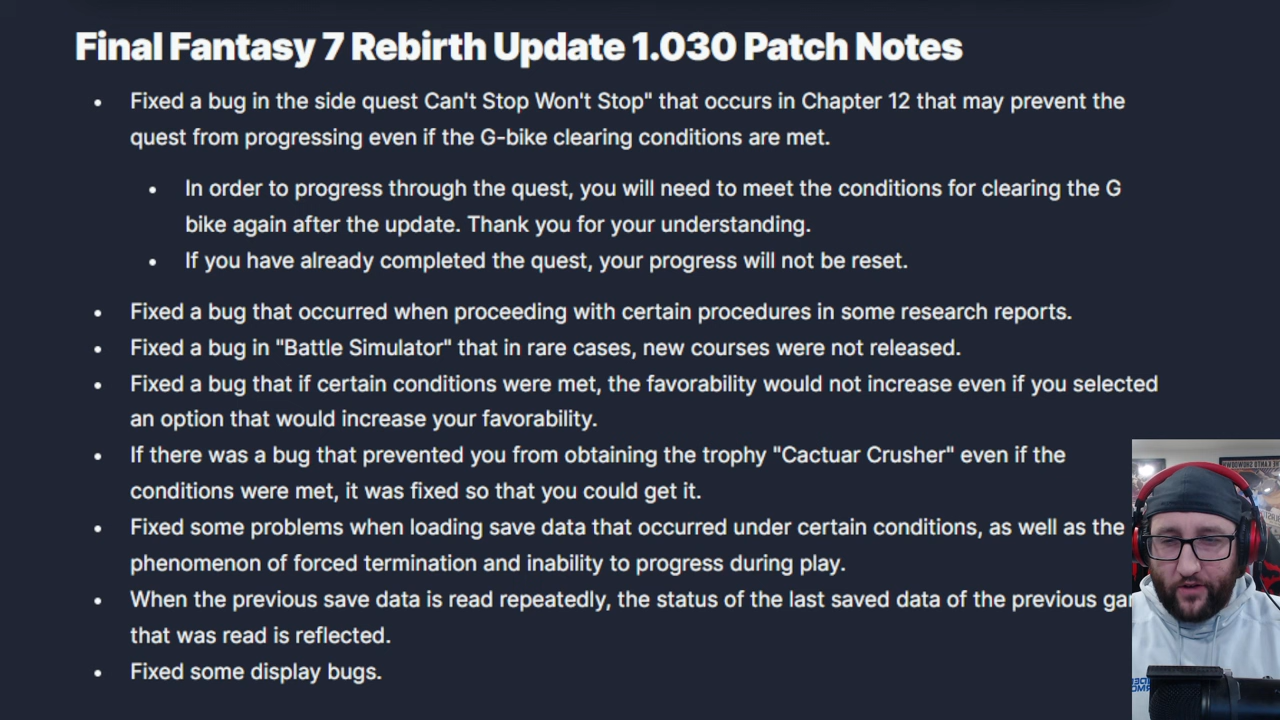 Final Fantasy 7 Rebirth Update 1.030 Patch Notes
• Fixed a bug in the side quest Can't Stop Won't Stop" that occurs in Chapter 12 that may prevent the
quest from progressing even if the G-bike clearing conditions are met.
• In order to progress through the quest, you will need to meet the conditions for clearing the G
bike again after the update. Thank you for your understanding.
• If you have already completed the quest, your progress will not be reset.
• Fixed a bug that occurred when proceeding with certain procedures in some research reports.
• Fixed a bug in "Battle Simulator" that in rare cases, new courses were not released.
• Fixed a bug that if certain conditions were met, the favorability would not increase even if you selected
an option that would increase your favorability.
• If there was a bug that prevented you from obtaining the trophy "Cactuar Crusher" even if the
conditions were met, it was fixed so that you could get it.
• Fixed some problems when loading save data that occurred under certain conditions, as well as the
phenomenon of forced termination and inability to progress during play.
• When the previous save data is read repeatedly, the status of the last saved data of the previous
that was read is reflected.
• Fixed some display bugs.